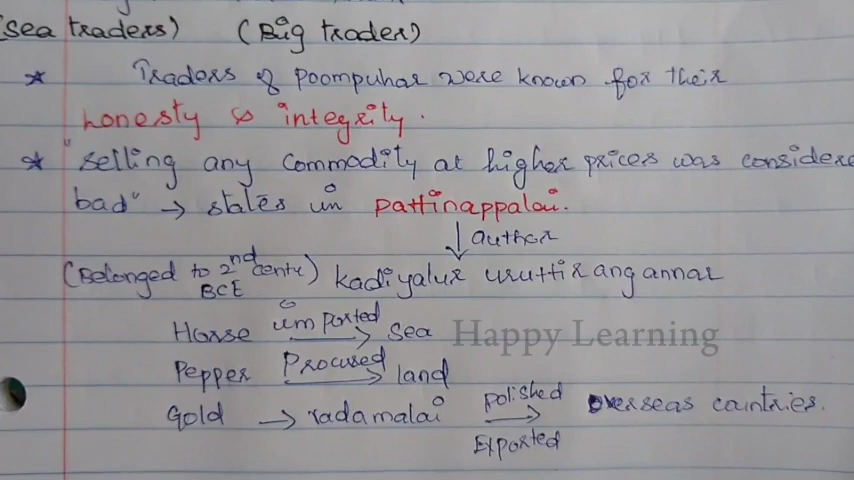 (Sea traders) (Big trader)
* Traders of Poompuhar were known for their
honesty & integrity.
* "selling any commodity at higher prices was considere
bad" → states in pattinappalai.
↓ author
(Belonged to 2nd centr BCE) kadiyalur uruttirangannar
Horse imported → sea
Happy Learning
Pepper Procured → land
Gold → vadamalai polished → overseas countries.
Exported